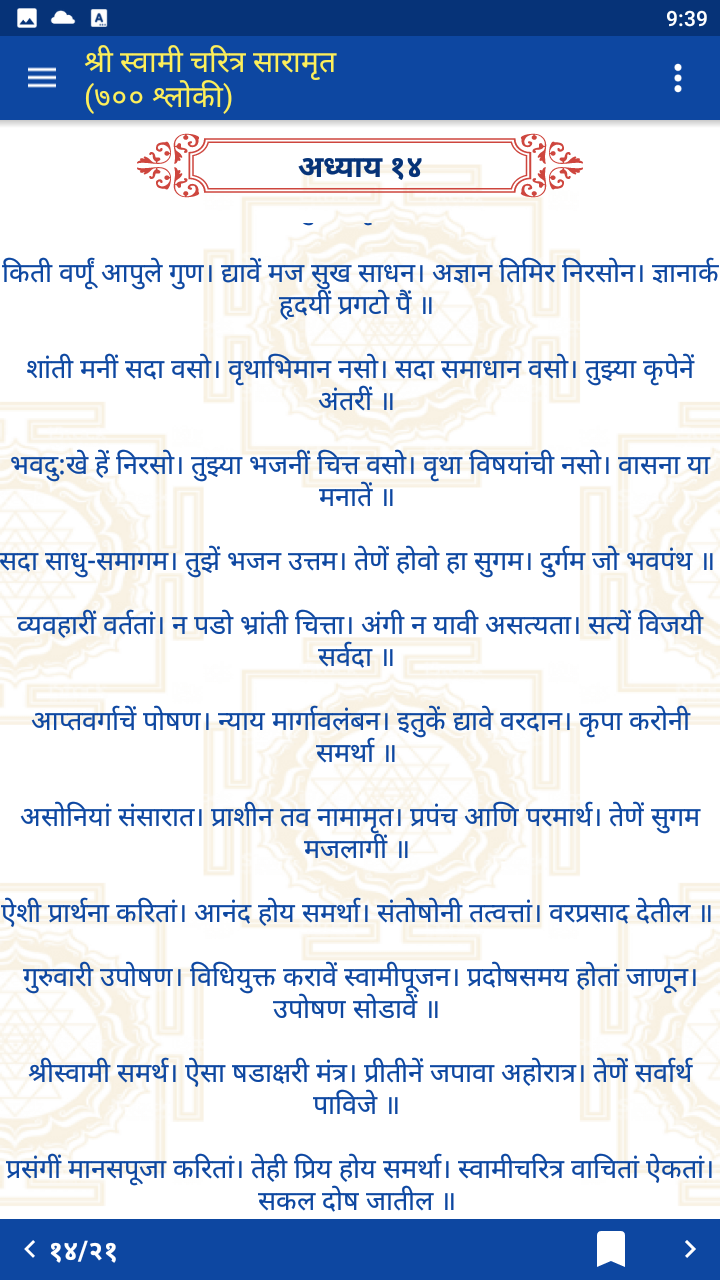 9:39
श्री स्वामी चरित्र सारामृत
(७०० श्लोकी)
अध्याय १४
किती वर्णूं आपुले गुण। द्यावें मज सुख साधन। अज्ञान तिमिर निरसोन। ज्ञानार्क
हृदयीं प्रगटो पैं ॥
शांती मनीं सदा वसो। वृथाभिमान नसो। सदा समाधान वसो। तुझ्या कृपेनें
अंतरीं ॥
भवदु:खे हें निरसो। तुझ्या भजनीं चित्त वसो। वृथा विषयांची नसो। वासना या
मनातें ॥
सदा साधु-समागम। तुझें भजन उत्तम। तेणें होवो हा सुगम। दुर्गम जो भवपंथ ॥
व्यवहारीं वर्ततां। न पडो भ्रांती चित्ता। अंगी न यावी असत्यता। सत्यें विजयी
सर्वदा ॥
आप्तवर्गाचें पोषण। न्याय मार्गावलंबन। इतुकें द्यावे वरदान। कृपा करोनी
समर्था ॥
असोनियां संसारात। प्राशीन तव नामामृत। प्रपंच आणि परमार्थ। तेणें सुगम
मजलागीं ॥
ऐशी प्रार्थना करितां। आनंद होय समर्था। संतोषोनी तत्वत्तां। वरप्रसाद देतील ॥
गुरुवारी उपोषण। विधियुक्त करावें स्वामीपूजन। प्रदोषसमय होतां जाणून।
उपोषण सोडावें ॥
श्रीस्वामी समर्थ। ऐसा षडाक्षरी मंत्र। प्रीतीनें जपावा अहोरात्र। तेणें सर्वार्थ
पाविजे ॥
प्रसंगीं मानसपूजा करितां। तेही प्रिय होय समर्था। स्वामीचरित्र वाचितां ऐकतां।
सकल दोष जातील ॥
१४/२१